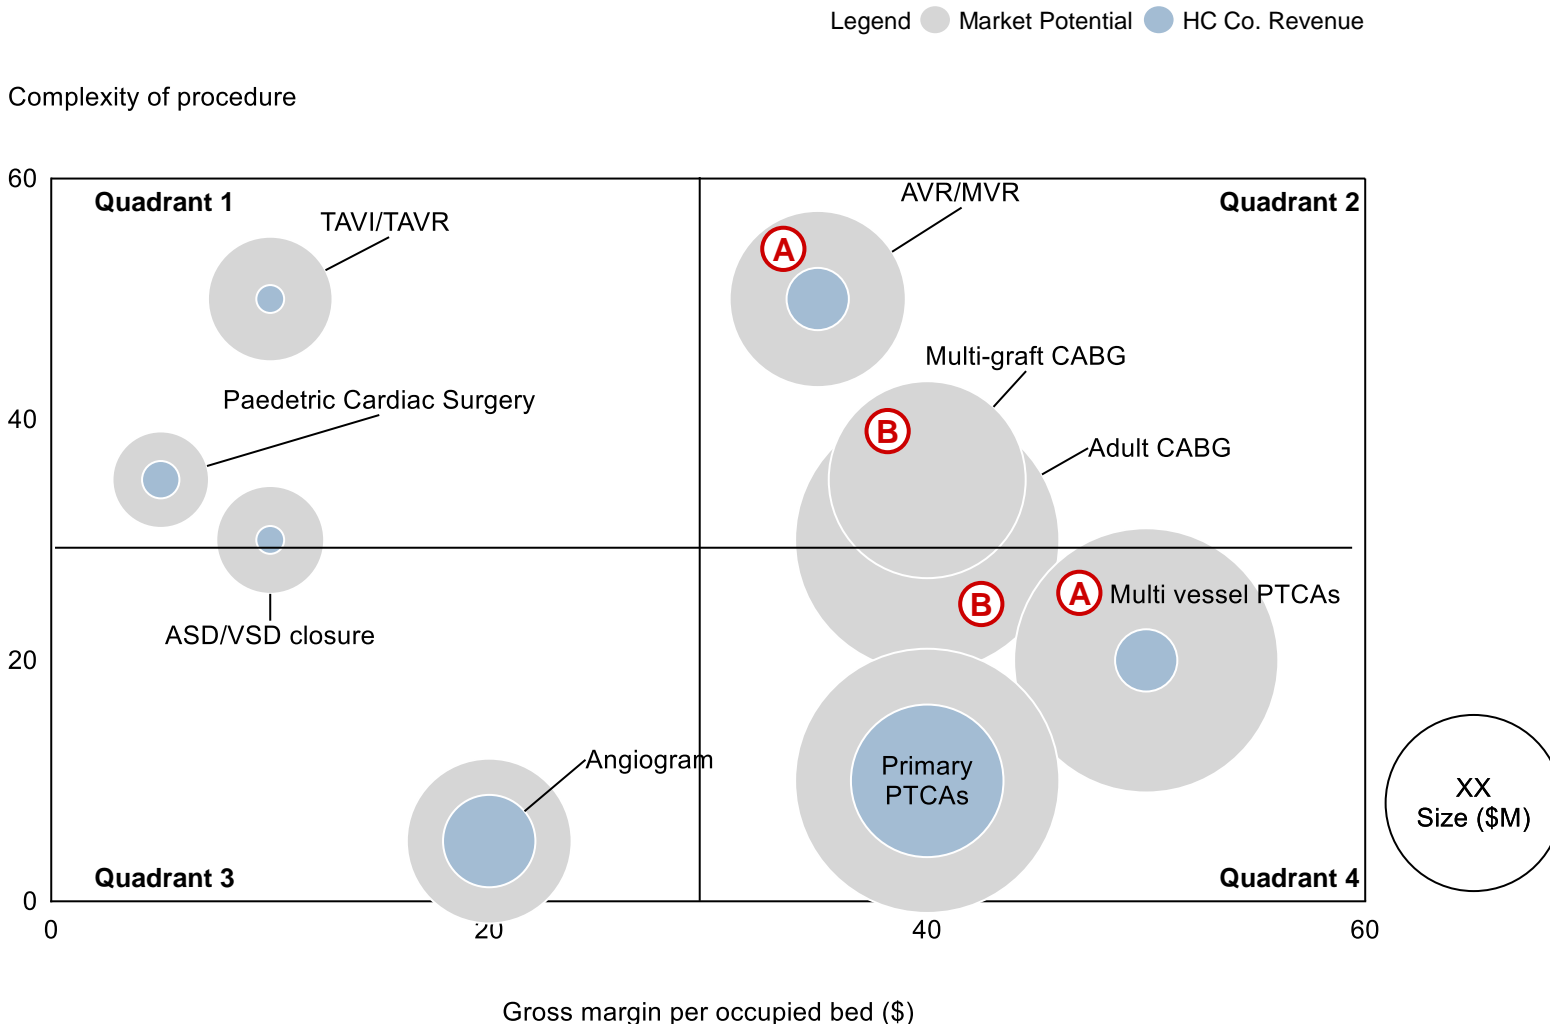 Legend Market Potential HC Co. Revenue
Complexity of procedure
60
Quadrant 1
AVR/MVR
Quadrant 2
TAVI/TAVR
A
Multi-graft CABG
Paedetric Cardiac Surgery
40
B
Adult CABG
A
Multi vessel PTCAs
B
ASD/VSD closure
20
Angiogram
Primary
PTCAs
XX
Size ($M)
Quadrant 3
Quadrant 4
0
0
20
40
60
Gross margin per occupied bed ($)